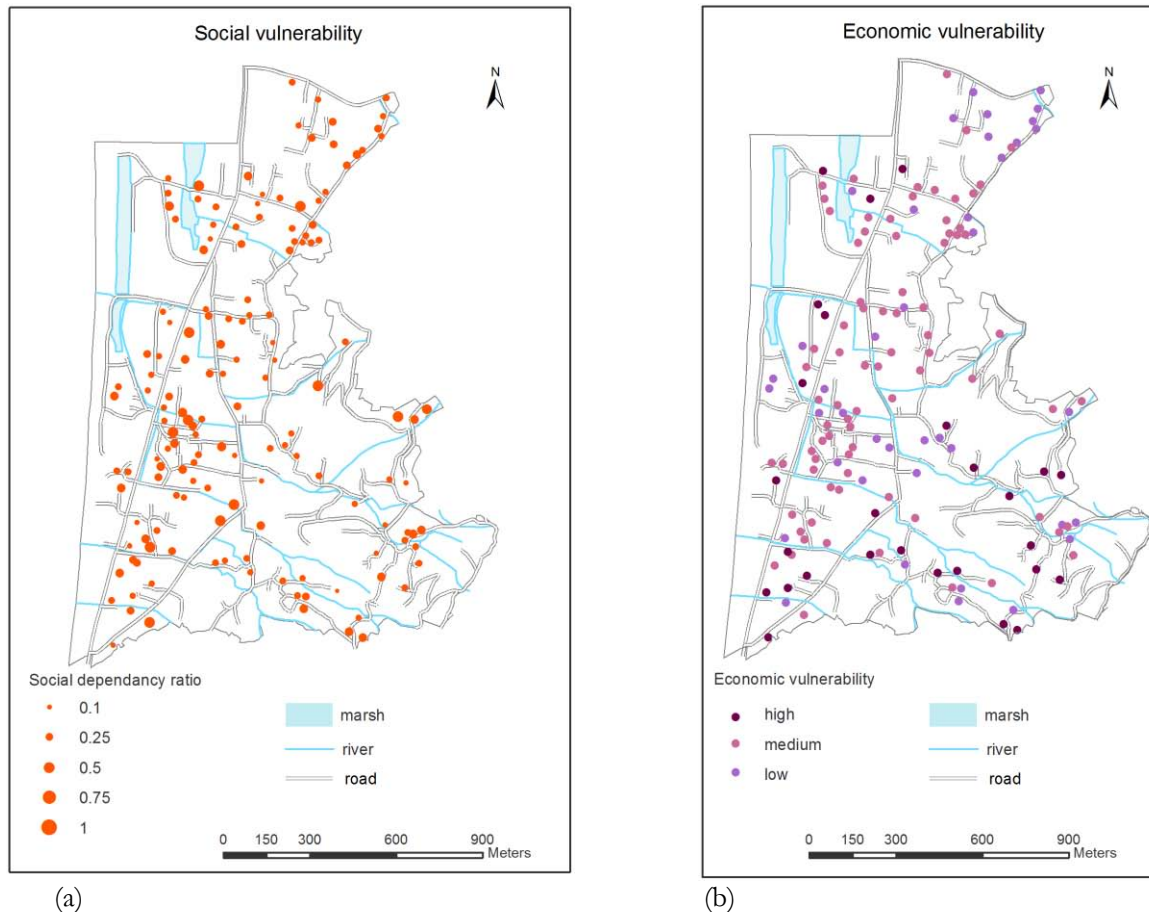 Social vulnerability
N
Social dependancy ratio
0.1
0.25
0.5
0.75
1
marsh
river
road
0 150 300 600 900
Meters
(a)
Economic vulnerability
N
Economic vulnerability
high
medium
low
marsh
river
road
0 150 300 600 900
Meters
(b)